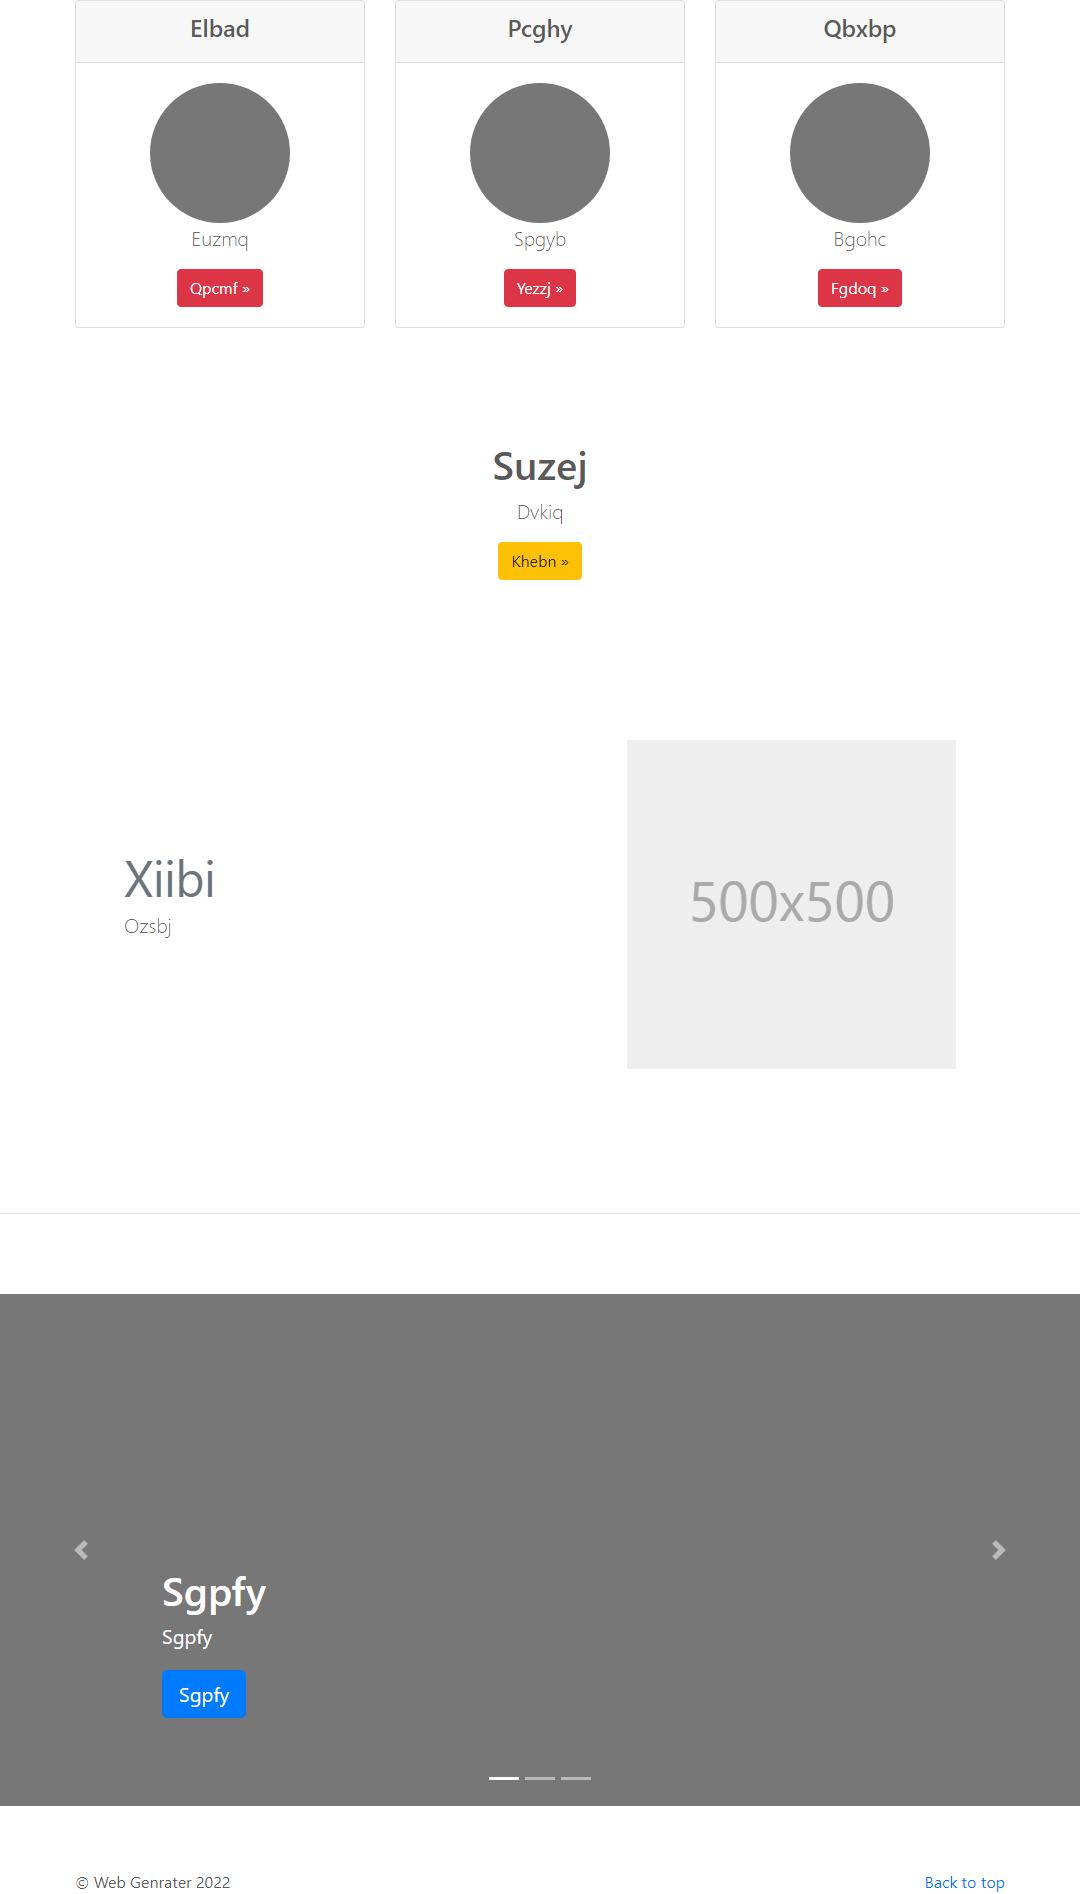 Elbad
Pcghy
Qbxbp
Euzmq
Spgyb
Bgohc
Qpcmf »
Yezzj »
Fgdoq »
Suzej
Dvkiq
Khebn »
Xiibi
Ozsbj
500x500
Sgpfy
Sgpfy
Sgpfy
© Web Genrater 2022
Back to top